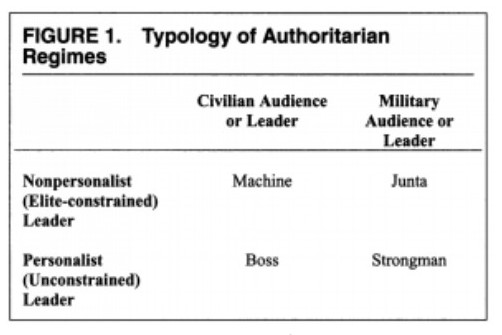 FIGURE 1. Typology of Authoritarian
Regimes
Civilian Audience
or Leader
Military
Audience or
Leader
Nonpersonalist
(Elite-constrained)
Leader
Machine
Junta
Personalist
(Unconstrained)
Leader
Boss
Strongman